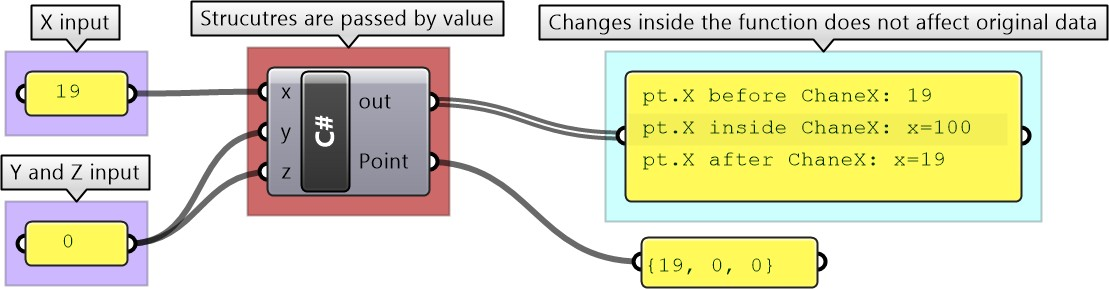 X input
Strucutres are passed by value
Changes inside the function does not affect original data
19
x
y
z
C#
out
Point
pt.X before ChaneX: 19
pt.X inside ChaneX: x=100
pt.X after ChaneX: x=19
Y and Z input
0
{19, 0, 0}